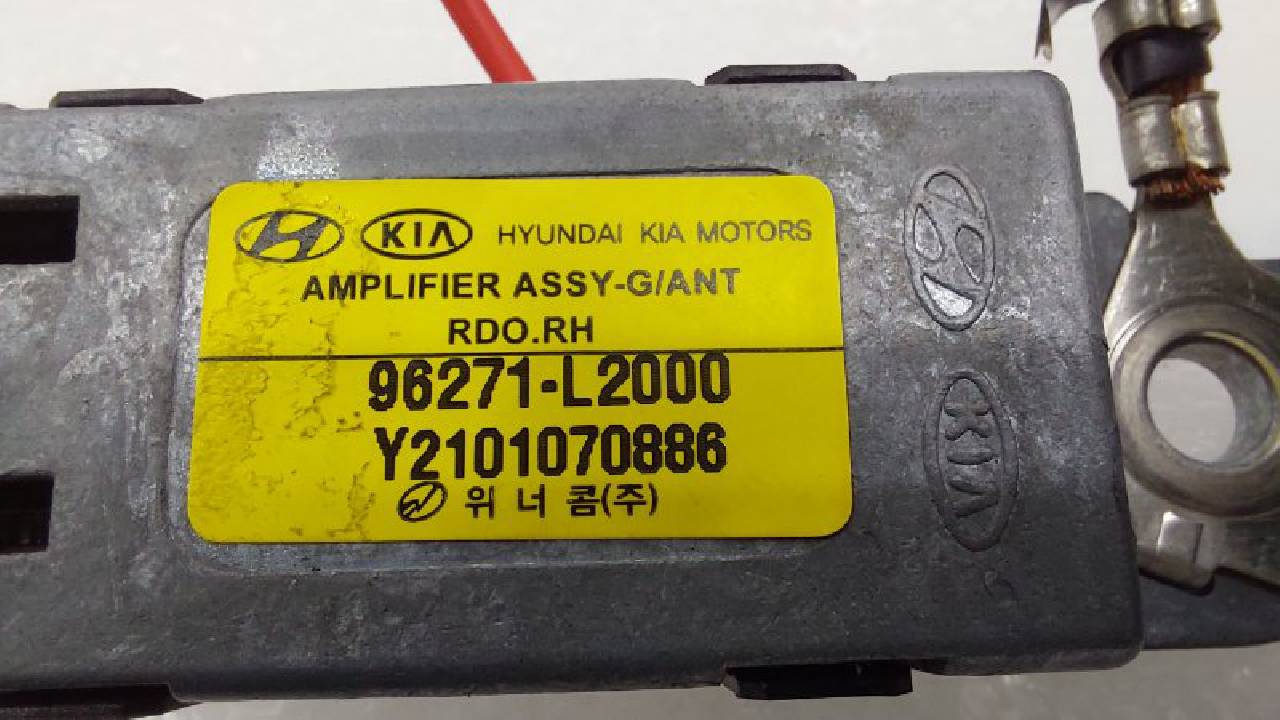 KIA HYUNDAI KIA MOTORS
AMPLIFIER ASSY-G/ANT
RDO.RH
96271-L2000
Y2101070886
위너콤(주)
KIA